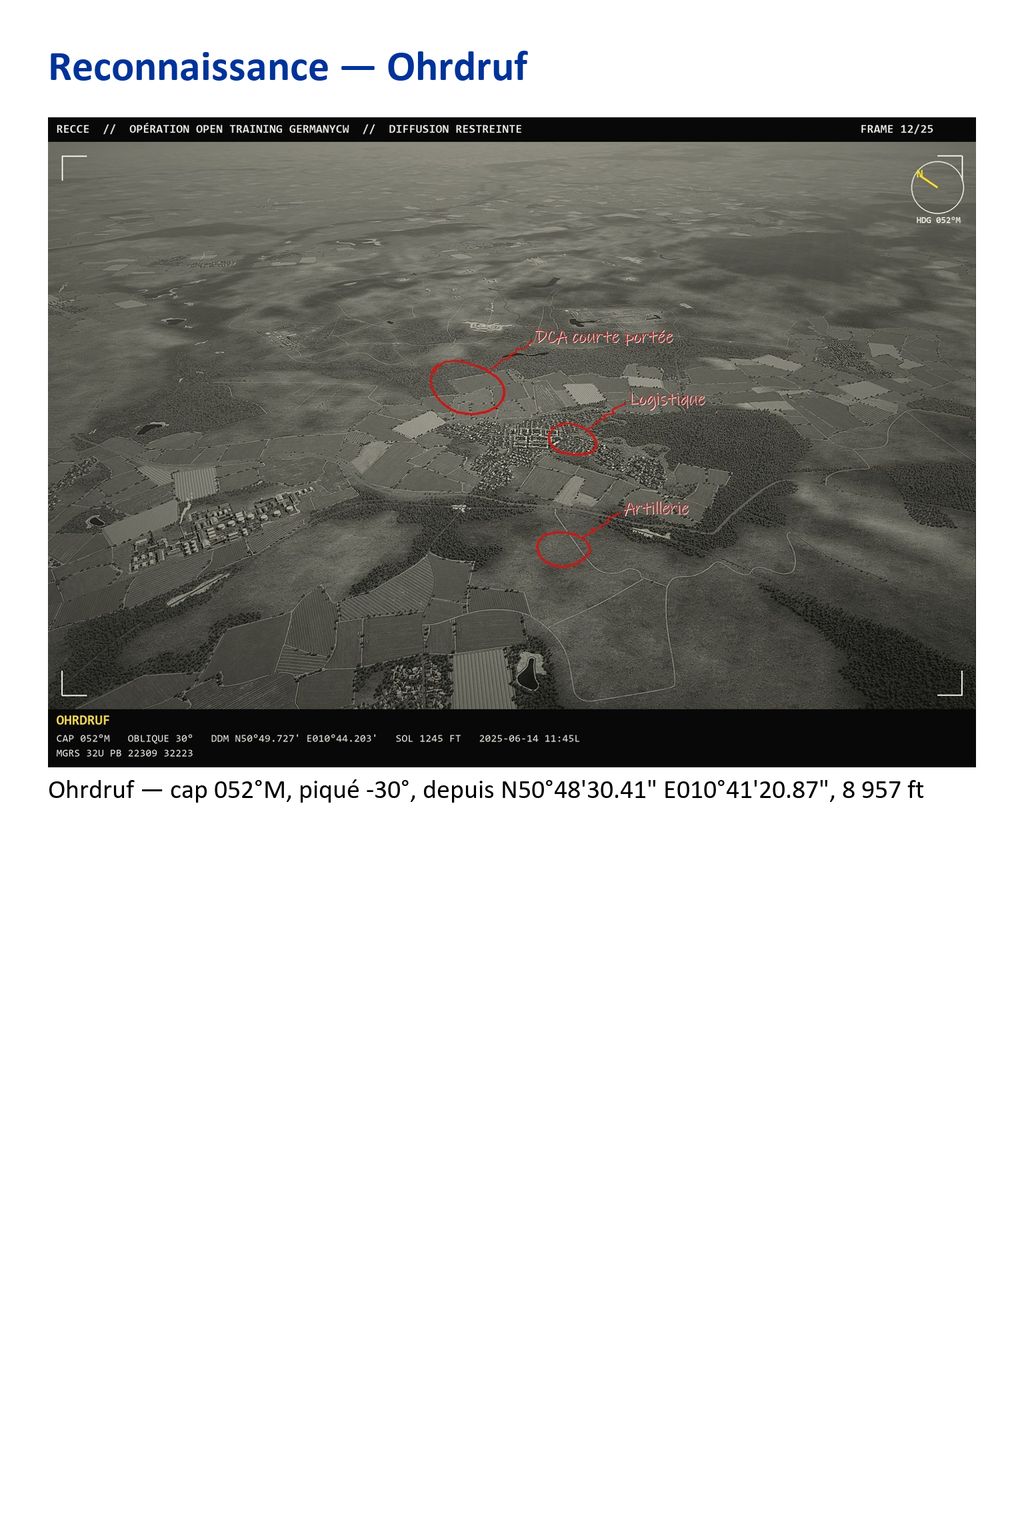 Reconnaissance — Ohrdruf
RECCE // OPÉRATION OPEN TRAINING GERMANYCW // DIFFUSION RESTREINTE FRAME 12/25
N
HDG 052°M
DCA courte portée
Logistique
Artillerie
OHRDRUF
CAP 052°M OBLIQUE 30° DDM N50°49.727' E010°44.203' SOL 1245 FT 2025-06-14 11:45L
MGRS 32U PB 22309 32223
Ohrdruf — cap 052°M, piqué -30°, depuis N50°48'30.41" E010°41'20.87", 8 957 ft